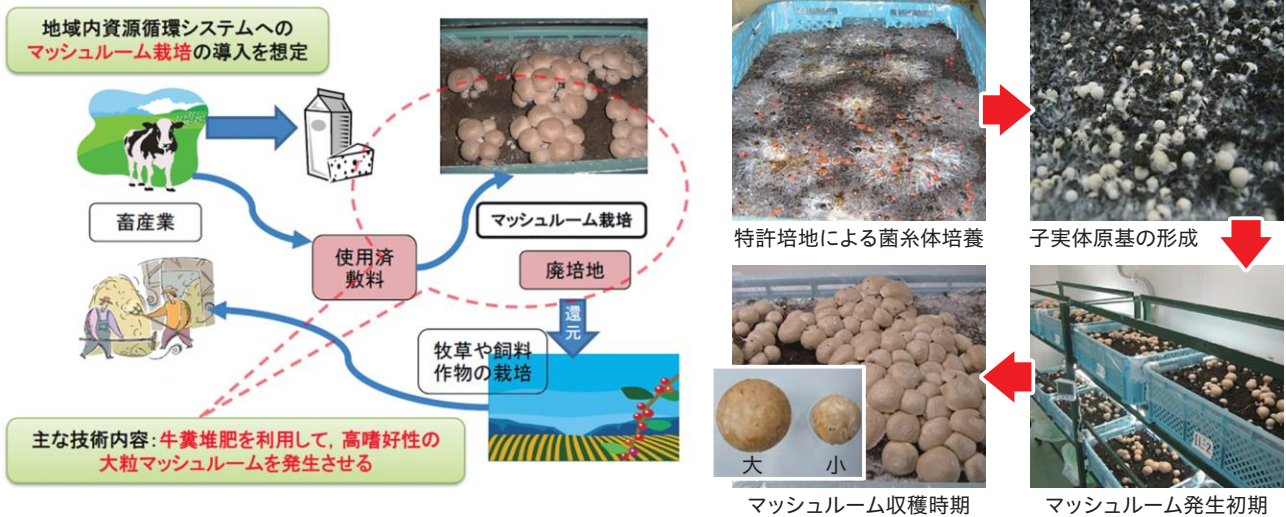 地域内資源循環システムへの
マッシュルーム栽培の導入を想定
畜産業
使用済
敷料
マッシュルーム栽培
廃培地
還元
牧草や飼料
作物の栽培
主な技術内容：牛糞堆肥を利用して，高嗜好性の
大粒マッシュルームを発生させる
特許培地による菌糸体培養
子実体原基の形成
大
小
マッシュルーム収穫時期
11-2
マッシュルーム発生初期